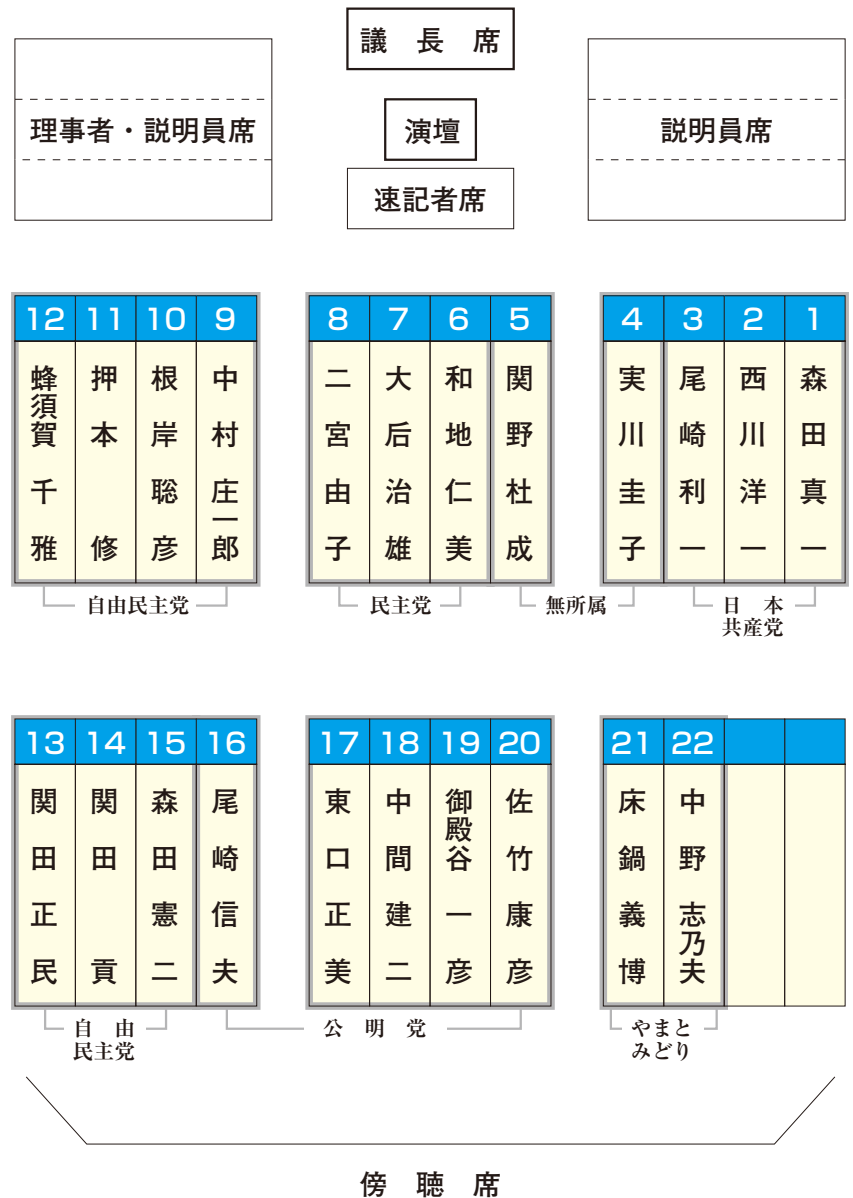 議長席
理事者・説明員席
演壇
説明員席
速記者席
12 11 10 9 8 7 6 5 4 3 2 1
蜂須賀千雅
押本修
根岸聡彦
中村庄一郎
二宮由子
大后治雄
和地仁美
関野杜成
実川圭子
尾崎利一
西川洋一
森田真一
自由民主党
民主党
無所属
日本
共産党
13 14 15 16 17 18 19 20 21 22
関田正民
関田貢
森田憲二
尾崎信夫
東口正美
中間建二
御殿谷一彦
佐竹康彦
床鍋義博
中野志乃夫
自由
民主党
公明党
やまと
みどり
傍聴席